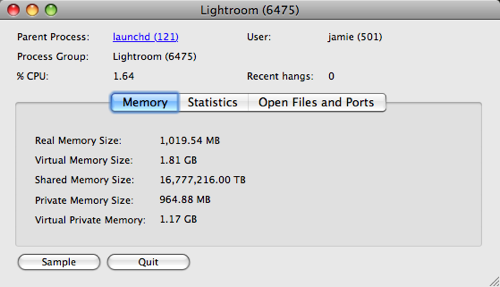 Lightroom (6475)
Parent Process: launchd (121) User: jamie (501)
Process Group: Lightroom (6475)
% CPU: 1.64 Recent hangs: 0
Memory Statistics Open Files and Ports
Real Memory Size: 1,019.54 MB
Virtual Memory Size: 1.81 GB
Shared Memory Size: 16,777,216.00 TB
Private Memory Size: 964.88 MB
Virtual Private Memory: 1.17 GB
Sample Quit